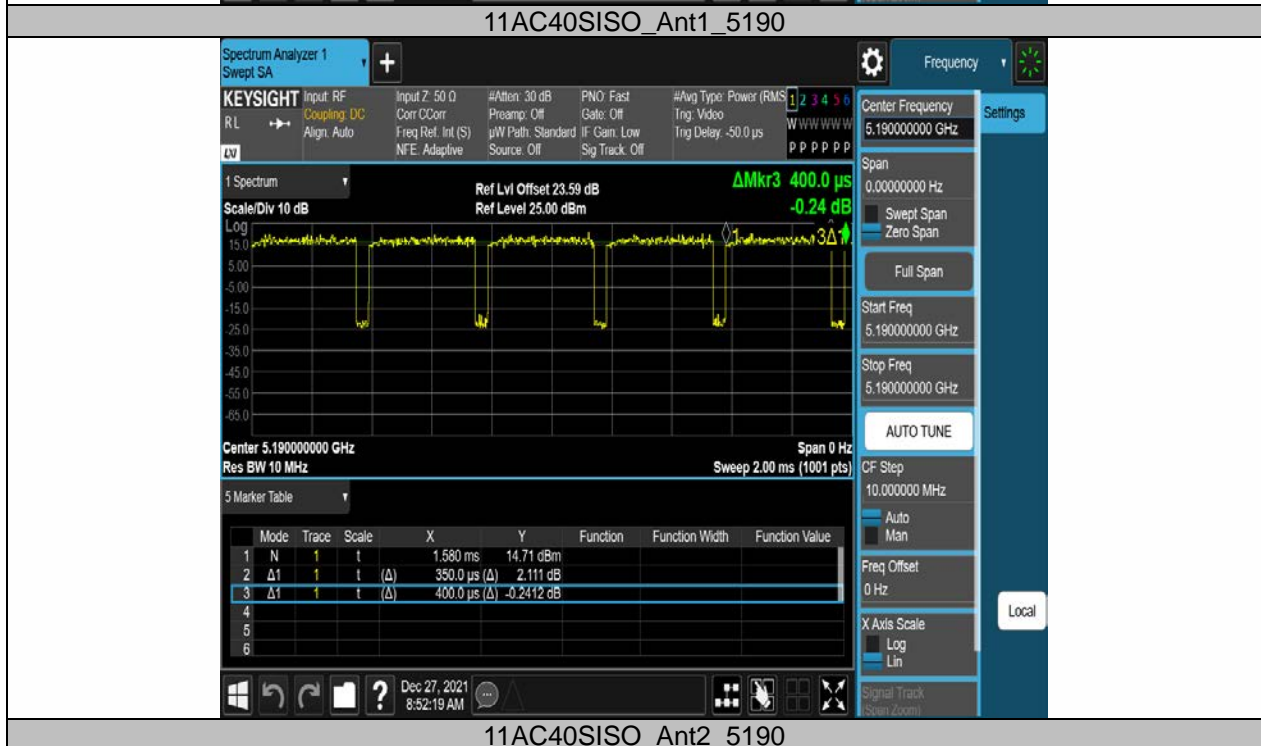 11AC40SISO_Ant1_5190
Spectrum Analyzer 1
Swept SA
Frequency
KEYSIGHT
RL
LXI
Input: RF
Coupling: DC
Align: Auto
Input Z: 50 Ω
Corr CCorr
Freq Ref: Int (S)
NFE: Adaptive
#Atten: 30 dB
Preamp: Off
µW Path: Standard
Source: Off
PNO: Fast
Gate: Off
IF Gain: Low
Sig Track: Off
#Avg Type: Power (RMS
Trig: Video
Trig Delay: -50.0 µs
1 2 3 4 5 6
W W W W W W
P P P P P P
1 Spectrum
Scale/Div 10 dB
Ref Lvl Offset 23.59 dB
Ref Level 25.00 dBm
ΔMkr3 400.0 µs
-0.24 dB
Log
15.0
5.00
-5.00
-15.0
-25.0
-35.0
-45.0
-55.0
-65.0
1
3Δ1
Center 5.190000000 GHz
Res BW 10 MHz
Span 0 Hz
Sweep 2.00 ms (1001 pts)
5 Marker Table
Mode Trace Scale X Y Function Function Width Function Value
1 N 1 t 1.580 ms 14.71 dBm
2 Δ1 1 t (Δ) 350.0 µs (Δ) 2.111 dB
3 Δ1 1 t (Δ) 400.0 µs (Δ) -0.2412 dB
4
5
6
Dec 27, 2021
8:52:19 AM
Center Frequency
5.190000000 GHz
Settings
Span
0.00000000 Hz
Swept Span
Zero Span
Full Span
Start Freq
5.190000000 GHz
Stop Freq
5.190000000 GHz
AUTO TUNE
CF Step
10.000000 MHz
Auto
Man
Freq Offset
0 Hz
X Axis Scale
Log
Lin
Local
Signal Track
(Span Zoom)
11AC40SISO_Ant2_5190